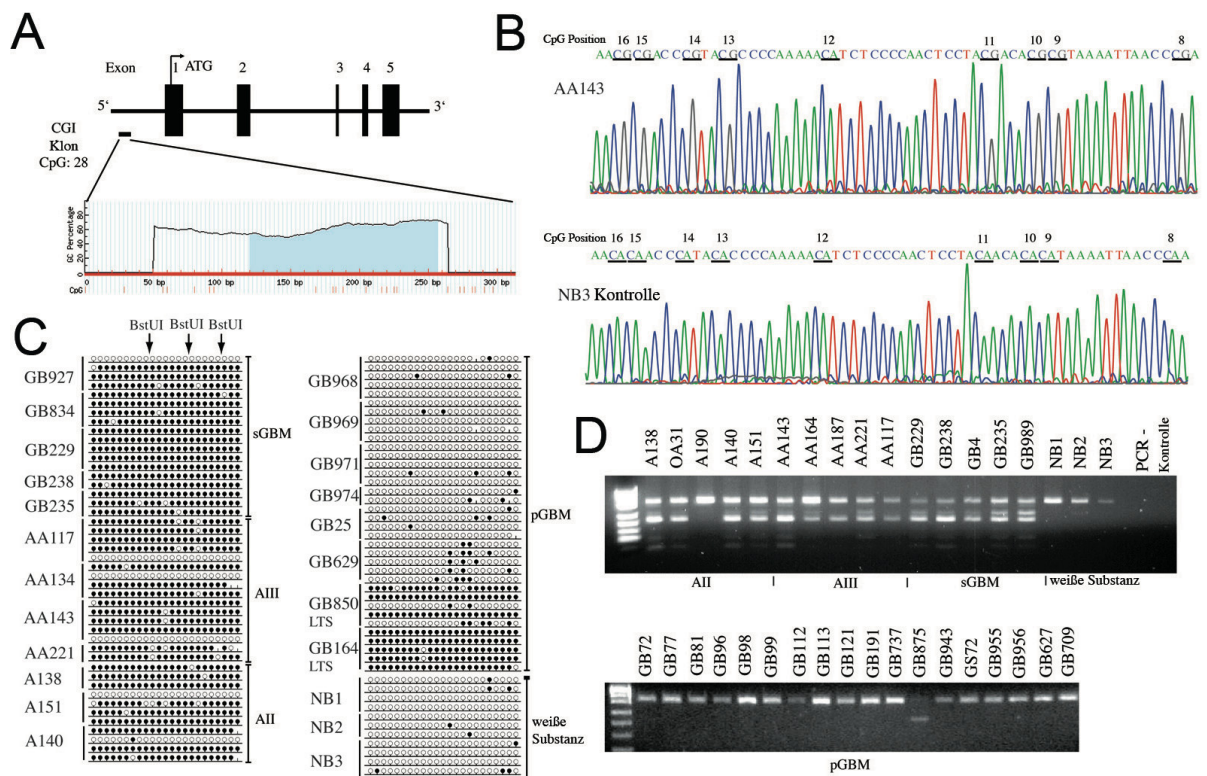 A
Exon 1 ATG 2 3 4 5
5‘ 3‘
CGI
Klon
CpG: 28
GC Percentage
0 20 40 60 80
0 50 bp 100 bp 150 bp 200 bp 250 bp 300 bp
CpG
B
CpG Position 16 15 14 13 12 11 10 9 8
AACGCGACCCGTACGCCCCAAAAACATCTCCCCAACTCCTACGACACGCGTAAAATTAACCCGA
AA143
CpG Position 16 15 14 13 12 11 10 9 8
AACACAACCCATACACCCCAAAAACATCTCCCCAACTCCTACAACACACATAAAATTAACCCAA
NB3 Kontrolle
C
BstUI BstUI BstUI
GB927
GB834
GB229
GB238
GB235
sGBM
AA117
AA134
AA143
AA221
AIII
A138
A151
A140
AII
GB968
GB969
GB971
GB974
GB25
GB629
GB850
LTS
GB164
LTS
pGBM
NB1
NB2
NB3
weiße
Substanz
D
A138 OA31 A190 A140 A151 AA143 AA164 AA187 AA221 AA117 GB229 GB238 GB4 GB235 GB989 NB1 NB2 NB3 PCR - Kontrolle
AII AIII sGBM weiße Substanz
GB72 GB77 GB81 GB96 GB98 GB99 GB112 GB113 GB121 GB191 GB737 GB875 GB943 GS72 GB955 GB956 GB627 GB709
pGBM